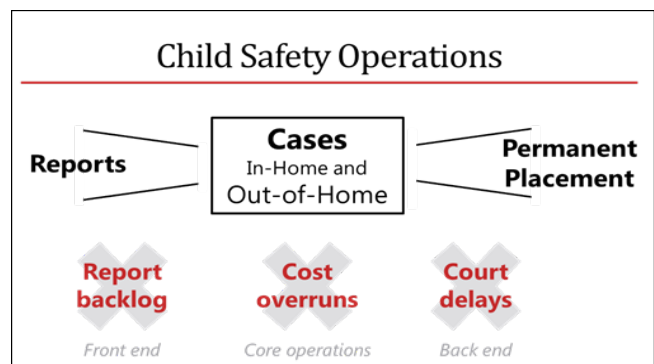 Child Safety Operations
Reports
Cases
In-Home and
Out-of-Home
Permanent
Placement
Report
backlog
Cost
overruns
Court
delays
Front end
Core operations
Back end